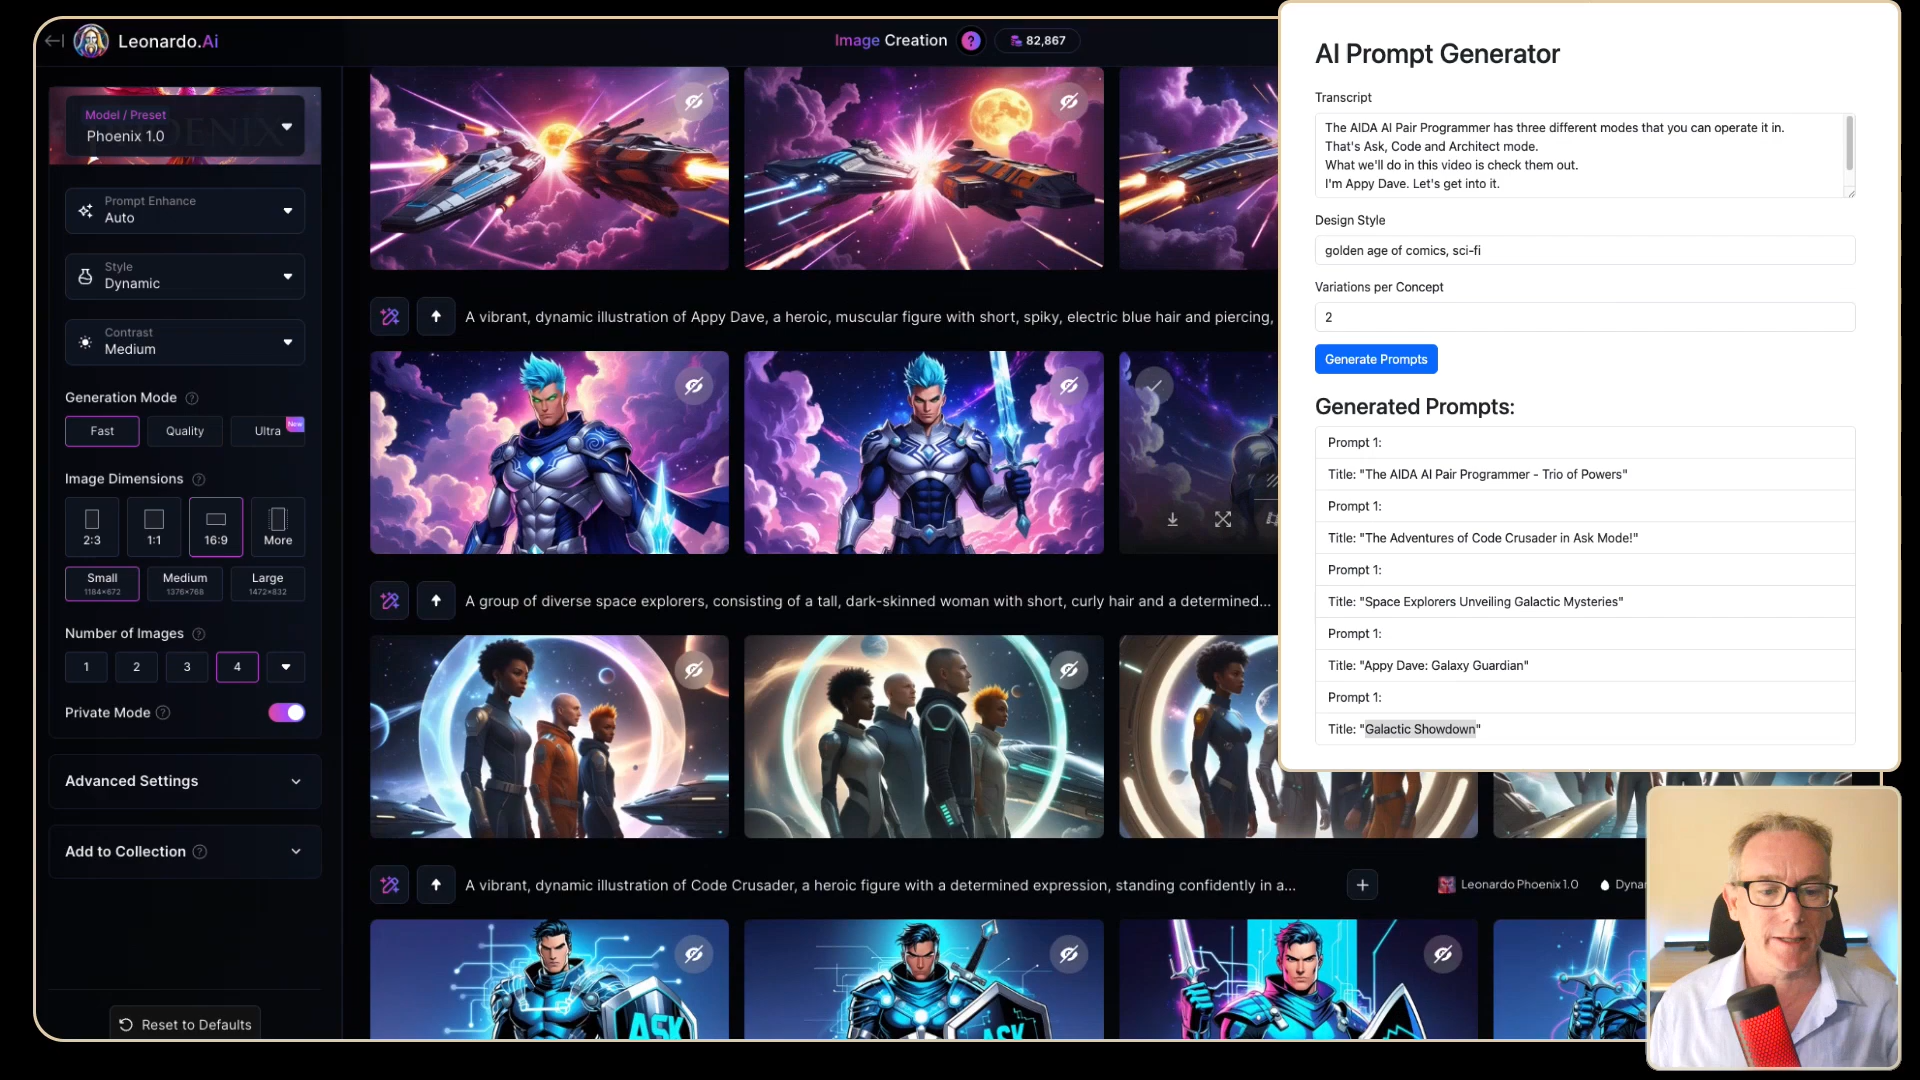 Leonardo.Ai
Image Creation
?
82,867
Model / Preset
Phoenix 1.0
Prompt Enhance
Auto
Style
Dynamic
Contrast
Medium
Generation Mode ?
Fast
Quality
Ultra
New
Image Dimensions ?
2:3
1:1
16:9
More
Small
1184×672
Medium
1376×768
Large
1472×832
Number of Images ?
1
2
3
4
Private Mode ?
Advanced Settings
Add to Collection ?
Reset to Defaults
A vibrant, dynamic illustration of Appy Dave, a heroic, muscular figure with short, spiky, electric blue hair and piercing,
A group of diverse space explorers, consisting of a tall, dark-skinned woman with short, curly hair and a determined...
A vibrant, dynamic illustration of Code Crusader, a heroic figure with a determined expression, standing confidently in a...
Leonardo Phoenix 1.0
Dynar
ASK
ASK
AI Prompt Generator
Transcript
The AIDA AI Pair Programmer has three different modes that you can operate it in.
That's Ask, Code and Architect mode.
What we'll do in this video is check them out.
I'm Appy Dave. Let's get into it.
Design Style
golden age of comics, sci-fi
Variations per Concept
2
Generate Prompts
Generated Prompts:
Prompt 1:
Title: "The AIDA AI Pair Programmer - Trio of Powers"
Prompt 1:
Title: "The Adventures of Code Crusader in Ask Mode!"
Prompt 1:
Title: "Space Explorers Unveiling Galactic Mysteries"
Prompt 1:
Title: "Appy Dave: Galaxy Guardian"
Prompt 1:
Title: "Galactic Showdown"